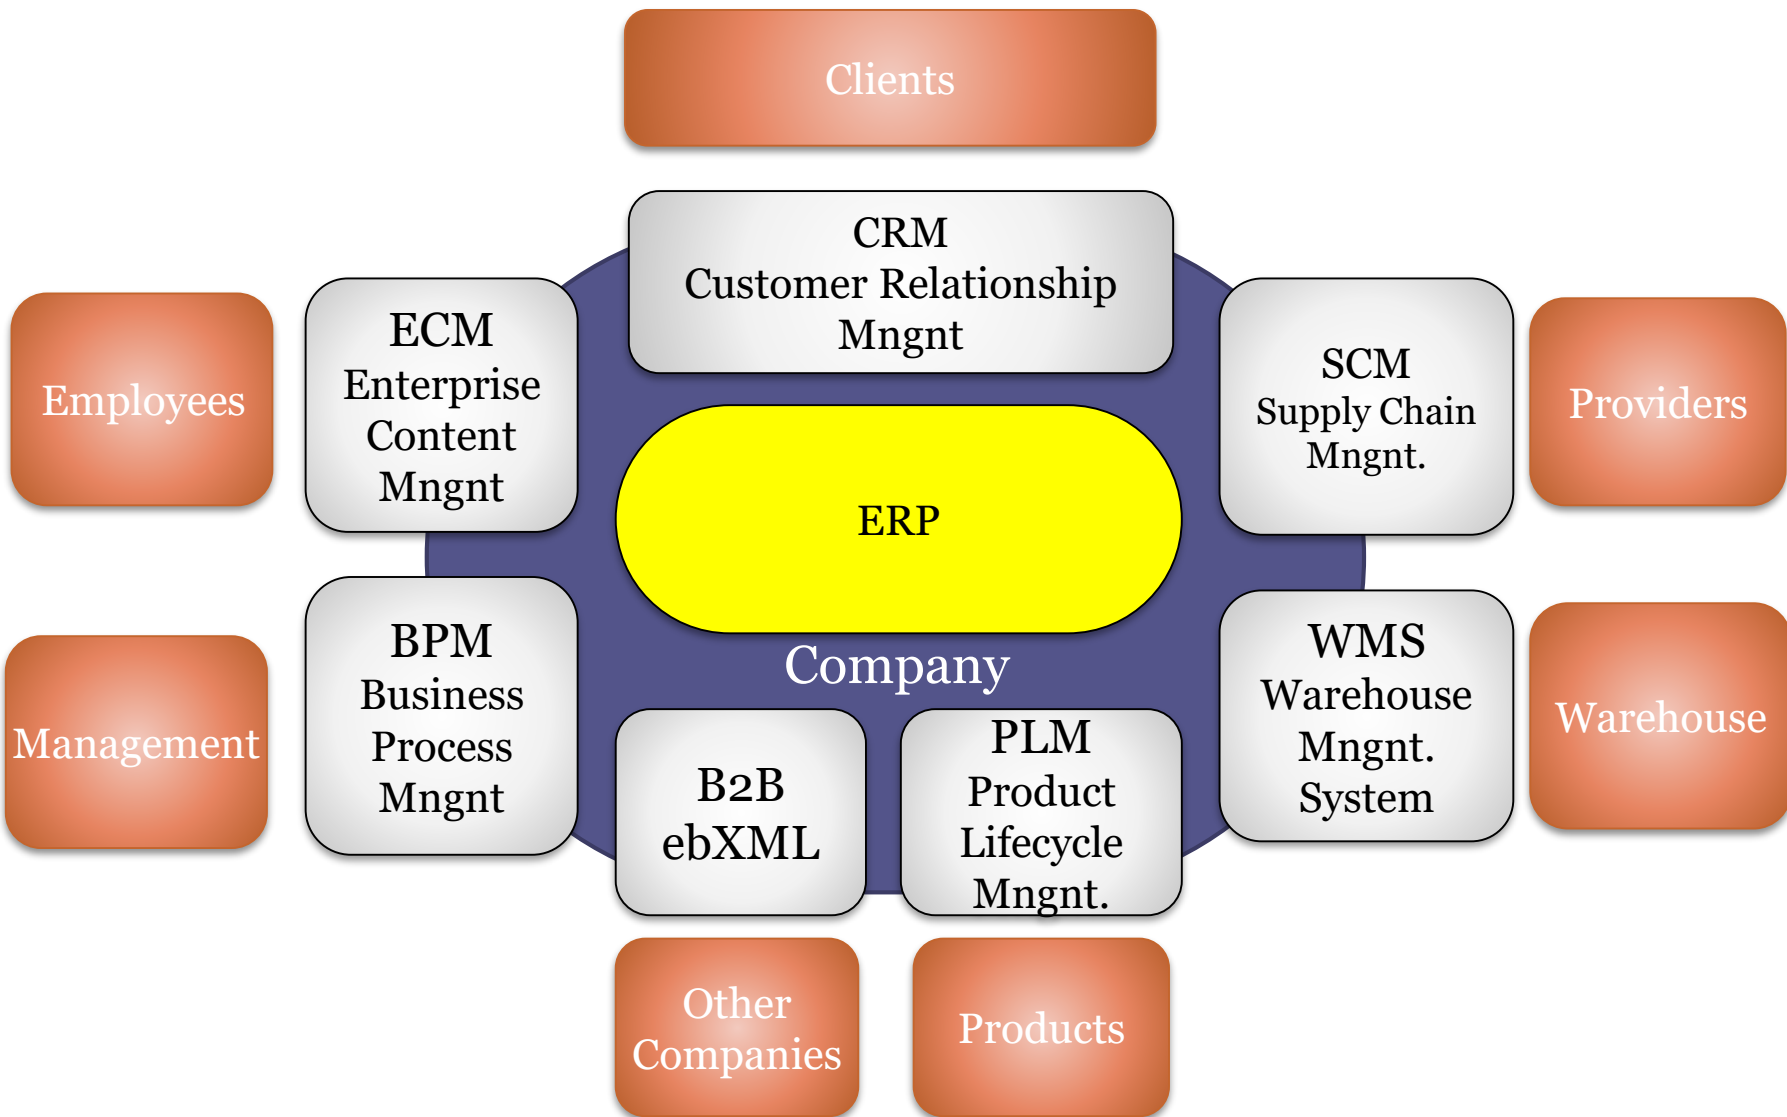 Clients
CRM
Customer Relationship
Mngnt
Employees
ECM
Enterprise
Content
Mngnt
SCM
Supply Chain
Mngnt.
Providers
ERP
Company
Management
BPM
Business
Process
Mngnt
B2B
ebXML
PLM
Product
Lifecycle
Mngnt.
WMS
Warehouse
Mngnt.
System
Warehouse
Other
Companies
Products